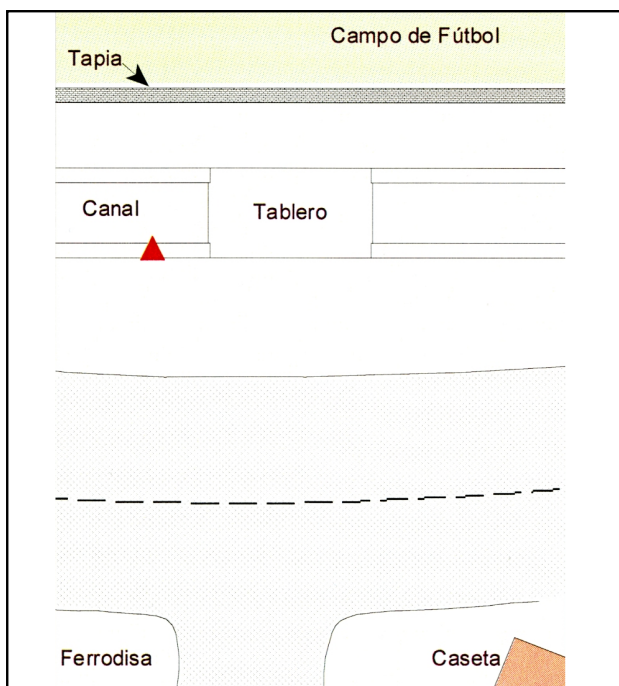 Campo de Fútbol
Tapia
Canal
Tablero
Ferrodisa
Caseta